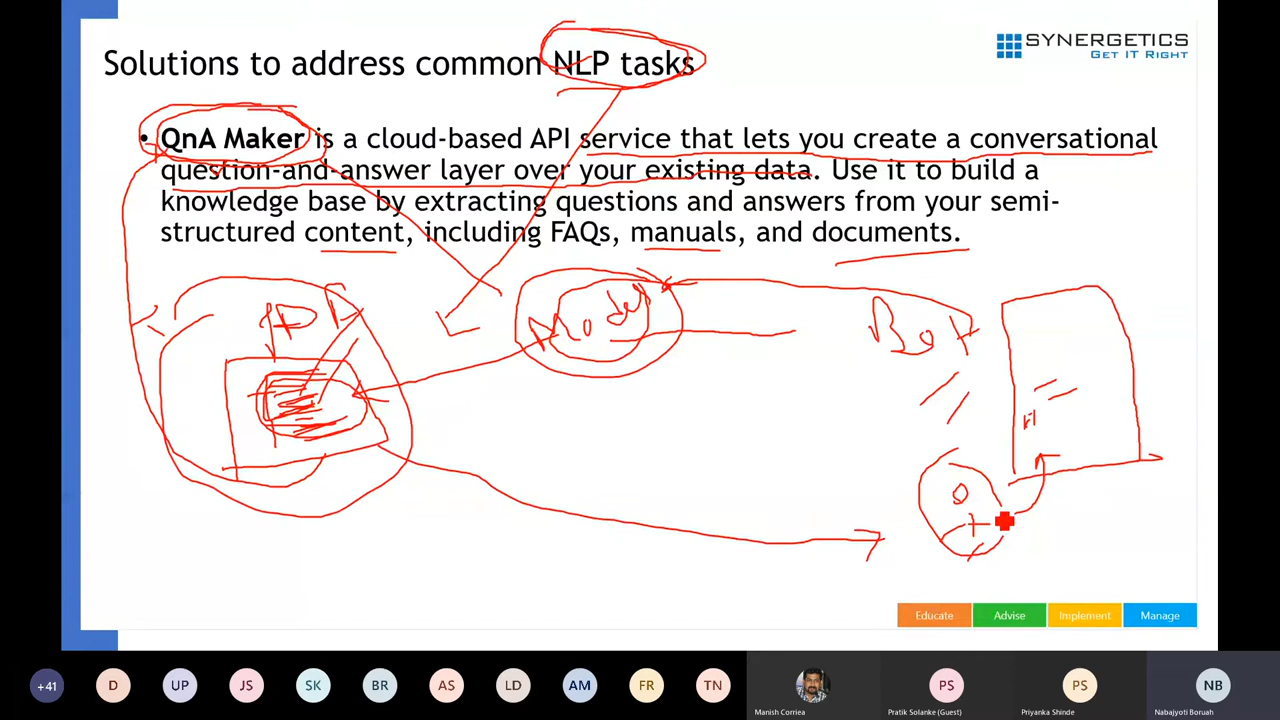 Solutions to address common NLP tasks
SYNERGETICS
GET IT RIGHT
• QnA Maker is a cloud-based API service that lets you create a conversational
question-and-answer layer over your existing data. Use it to build a
knowledge base by extracting questions and answers from your semi-
structured content, including FAQs, manuals, and documents.
Model
Bot
Educate
Advise
Implement
Manage
+41
D
UP
JS
SK
BR
AS
LD
AM
FR
TN
PS
PS
NB
Manish Corriea
Pratik Solanke (Guest)
Priyanka Shinde
Nabajyoti Boruah